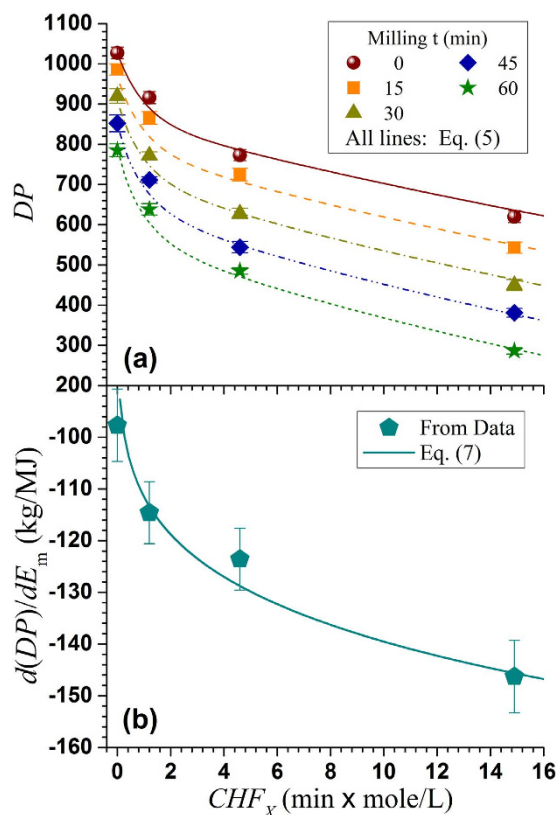 (a)
1100
1000
900
800
700
600
500
400
300
200
DP
Milling t (min)
0 45
15 60
30
All lines: Eq. (5)
-100
-110
-120
-130
-140
-150
-160
d(DP)/dEm (kg/MJ)
From Data
Eq. (7)
(b)
0 2 4 6 8 10 12 14 16
CHFX (min x mole/L)